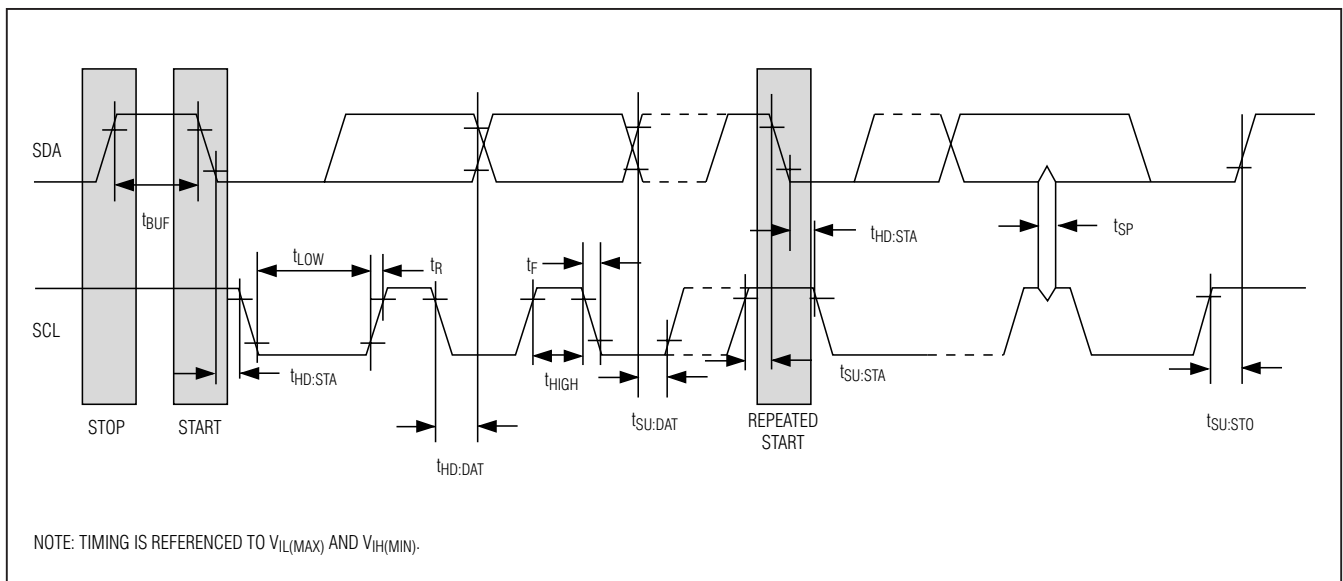 SDA
tBUF
tHD:STA
tSP
tLOW
tR
tF
SCL
tHD:STA
tHIGH
tSU:STA
tSU:DAT
tSU:STO
STOP
START
REPEATED
START
tHD:DAT
NOTE: TIMING IS REFERENCED TO VIL(MAX) AND VIH(MIN).